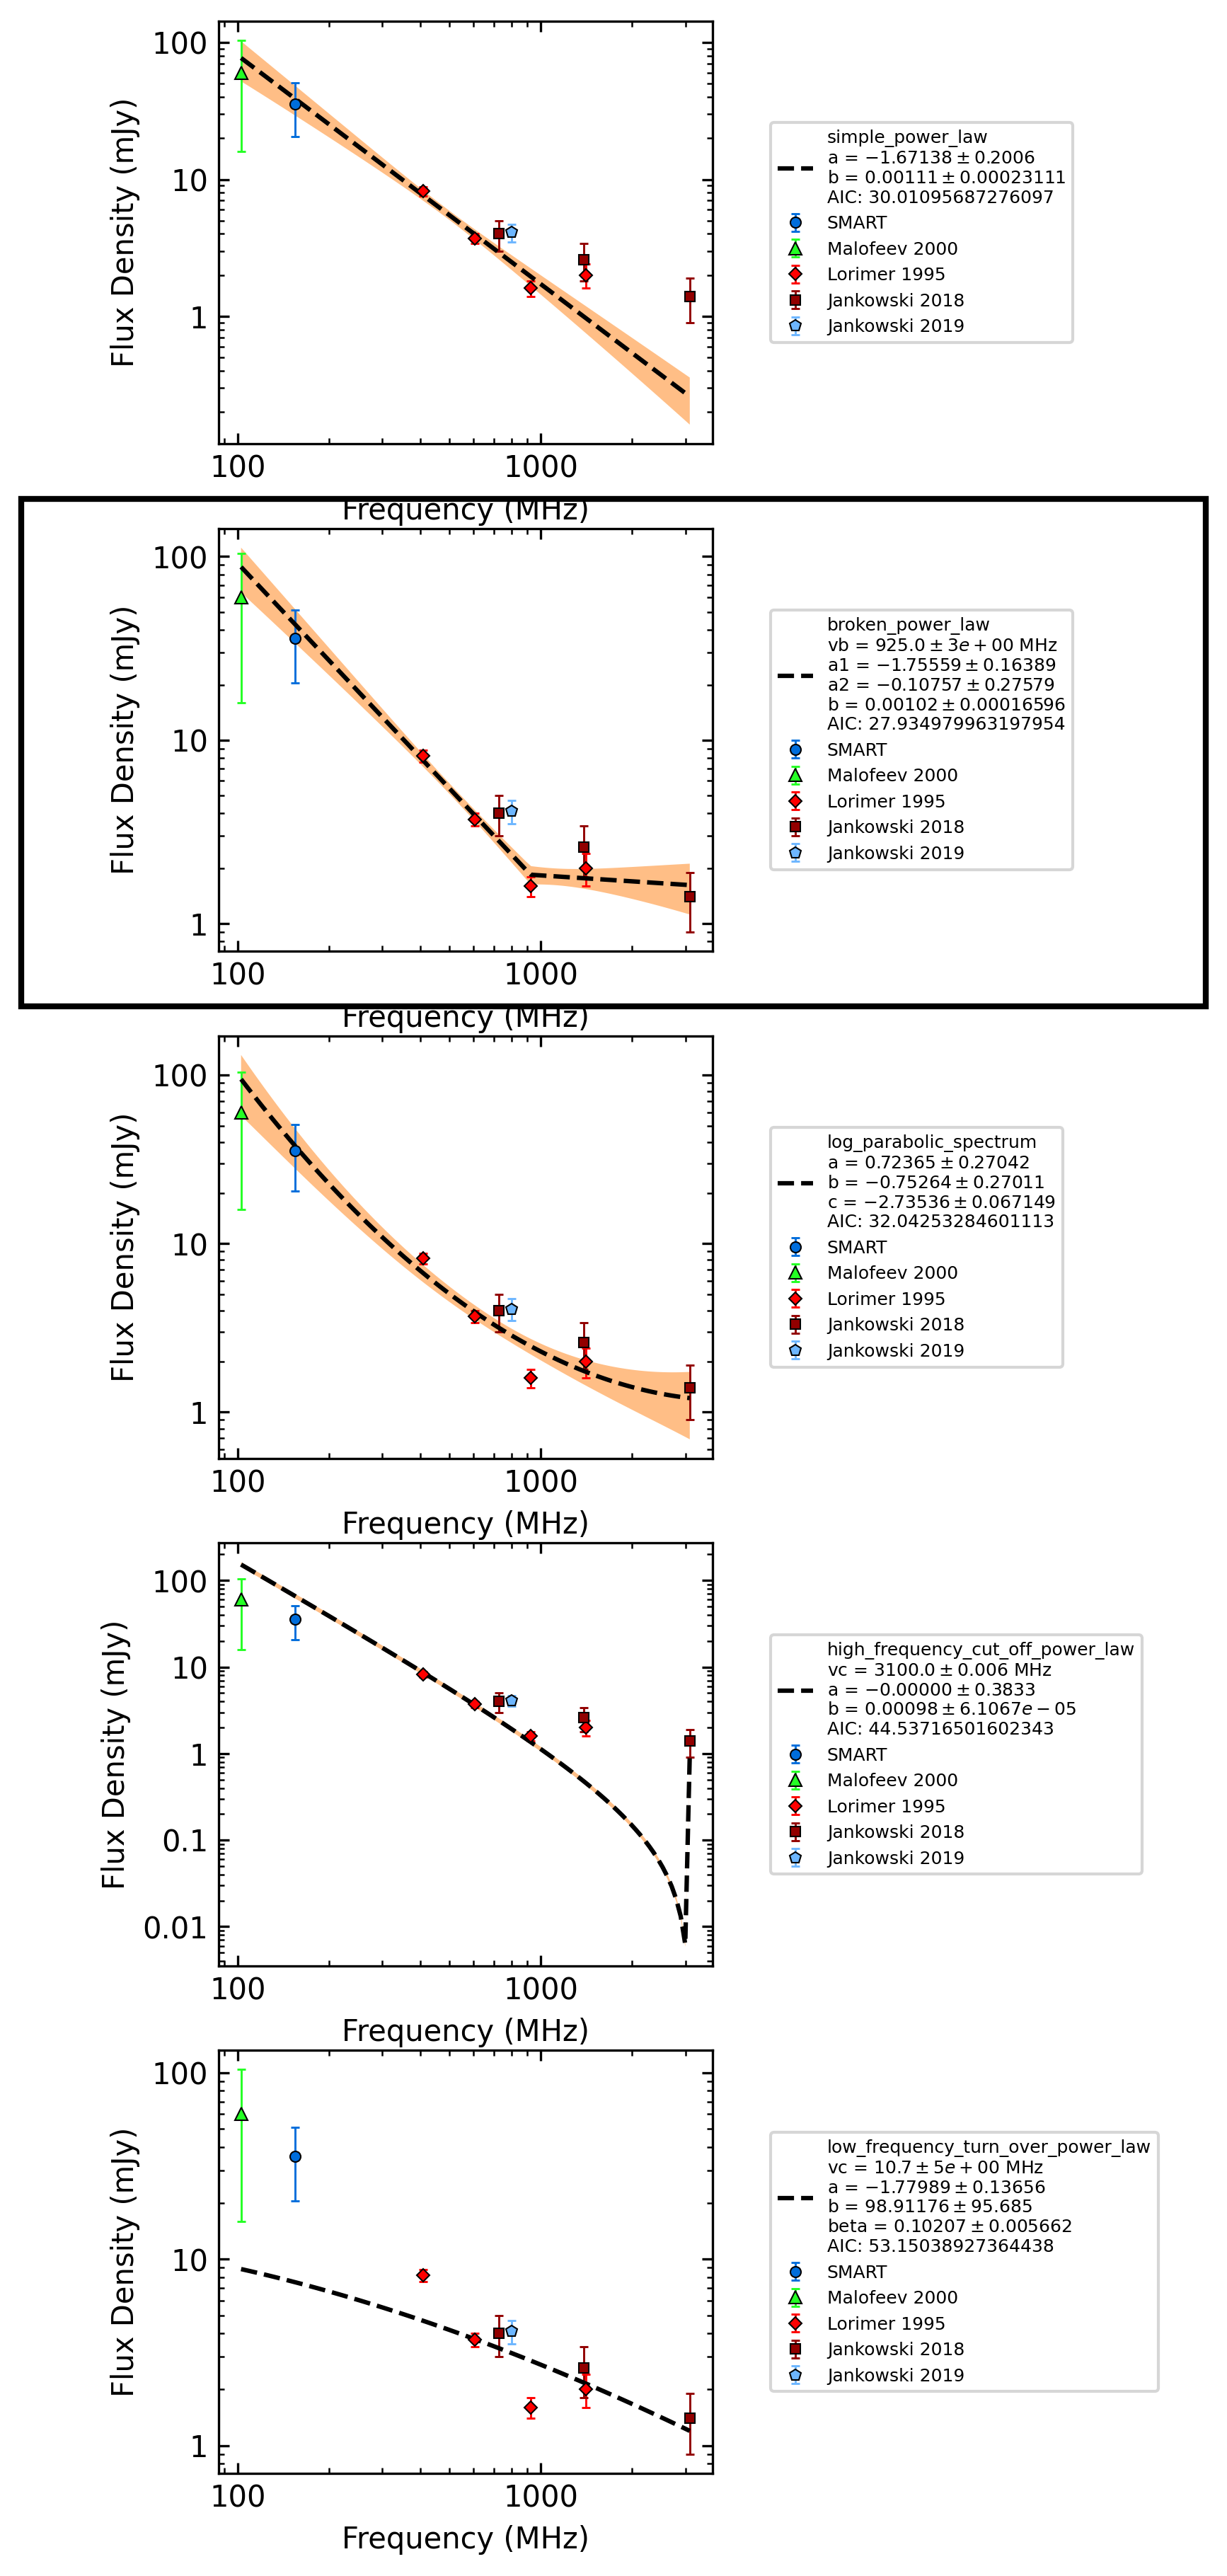 100
10
1
Flux Density (mJy)
100 1000
Frequency (MHz)
simple_power_law
a = −1.67138 ± 0.2006
b = 0.00111 ± 0.00023111
AIC: 30.01095687276097
SMART
Malofeev 2000
Lorimer 1995
Jankowski 2018
Jankowski 2019
100
10
1
Flux Density (mJy)
100 1000
Frequency (MHz)
broken_power_law
vb = 925.0 ± 3e + 00 MHz
a1 = −1.75559 ± 0.16389
a2 = −0.10757 ± 0.27579
b = 0.00102 ± 0.00016596
AIC: 27.934979963197954
SMART
Malofeev 2000
Lorimer 1995
Jankowski 2018
Jankowski 2019
100
10
1
Flux Density (mJy)
100 1000
Frequency (MHz)
log_parabolic_spectrum
a = 0.72365 ± 0.27042
b = −0.75264 ± 0.27011
c = −2.73536 ± 0.067149
AIC: 32.04253284601113
SMART
Malofeev 2000
Lorimer 1995
Jankowski 2018
Jankowski 2019
100
10
1
0.1
0.01
Flux Density (mJy)
100 1000
Frequency (MHz)
high_frequency_cut_off_power_law
vc = 3100.0 ± 0.006 MHz
a = −0.00000 ± 0.3833
b = 0.00098 ± 6.1067e − 05
AIC: 44.53716501602343
SMART
Malofeev 2000
Lorimer 1995
Jankowski 2018
Jankowski 2019
100
10
1
Flux Density (mJy)
100 1000
Frequency (MHz)
low_frequency_turn_over_power_law
vc = 10.7 ± 5e + 00 MHz
a = −1.77989 ± 0.13656
b = 98.91176 ± 95.685
beta = 0.10207 ± 0.005662
AIC: 53.15038927364438
SMART
Malofeev 2000
Lorimer 1995
Jankowski 2018
Jankowski 2019